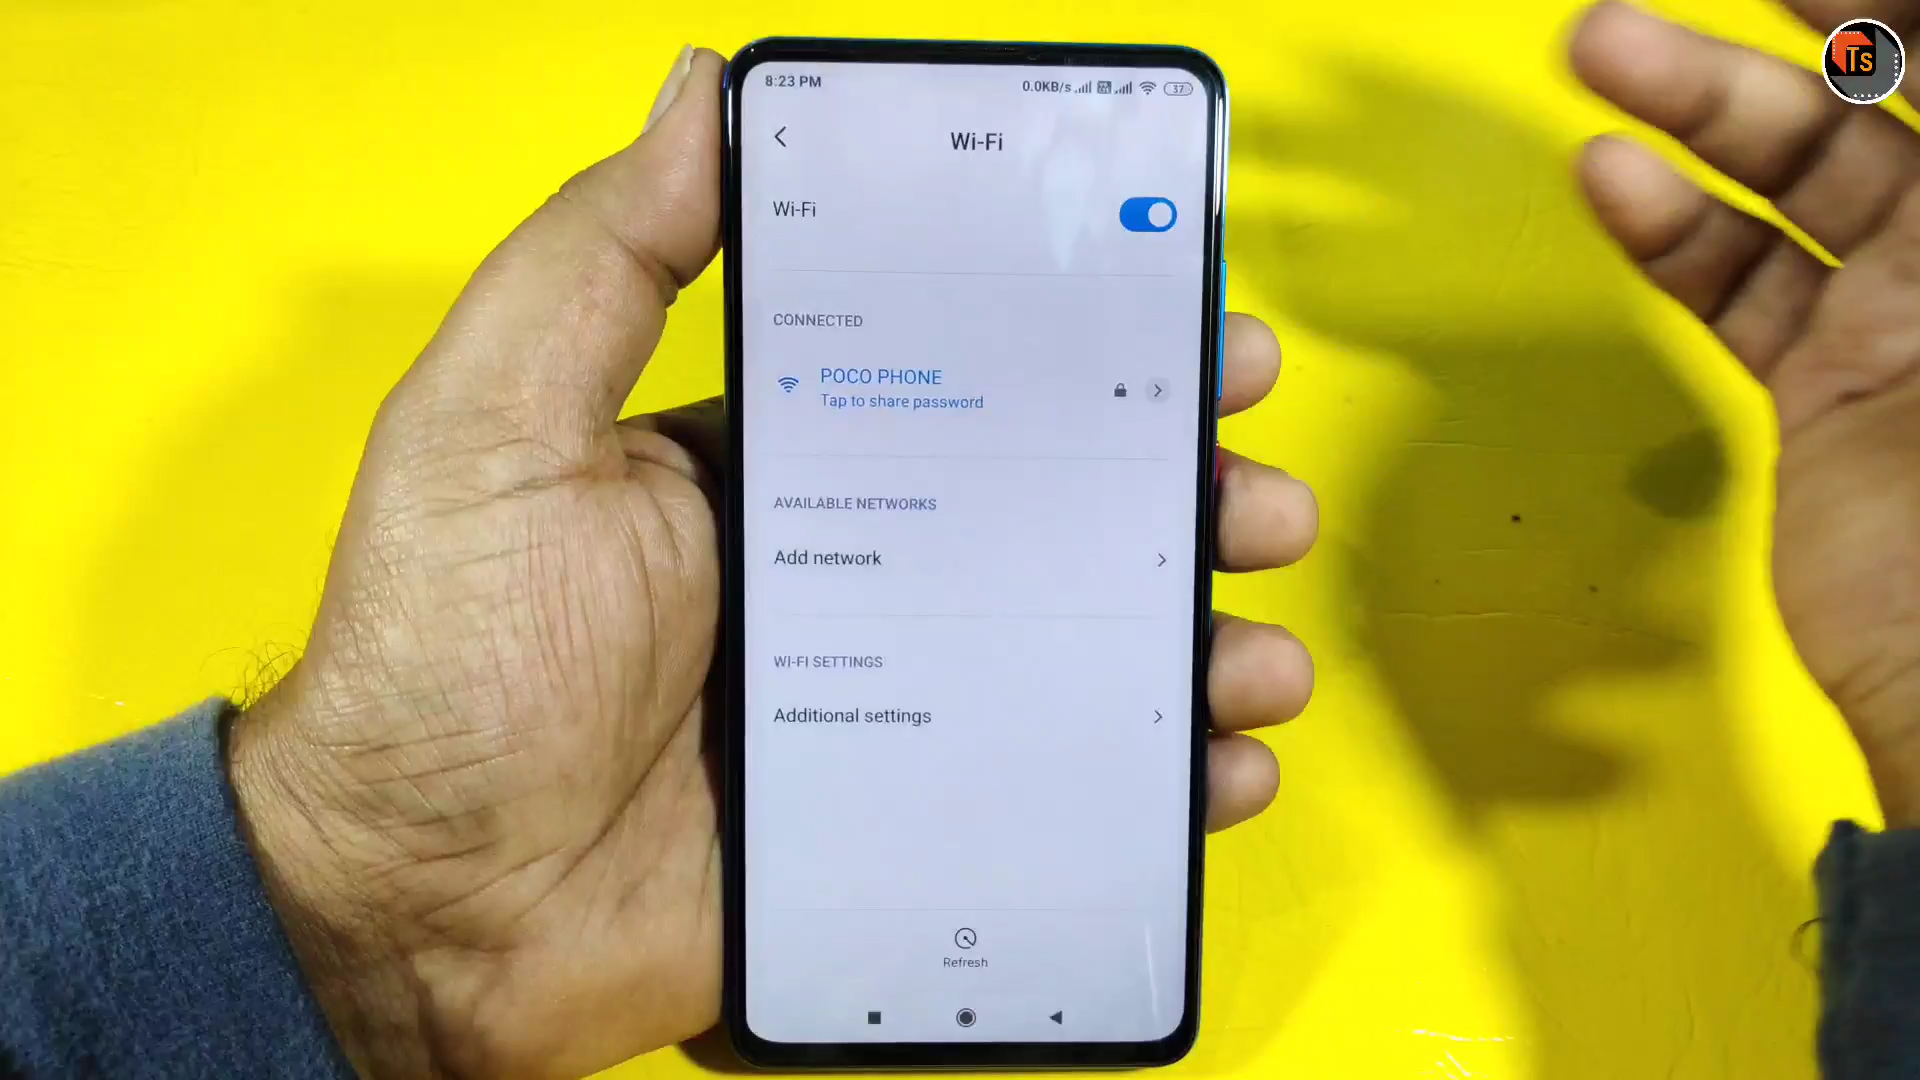 Ts
8:23 PM
0.0KB/s 37
Wi-Fi
Wi-Fi
CONNECTED
POCO PHONE
Tap to share password
AVAILABLE NETWORKS
Add network
WI-FI SETTINGS
Additional settings
Refresh